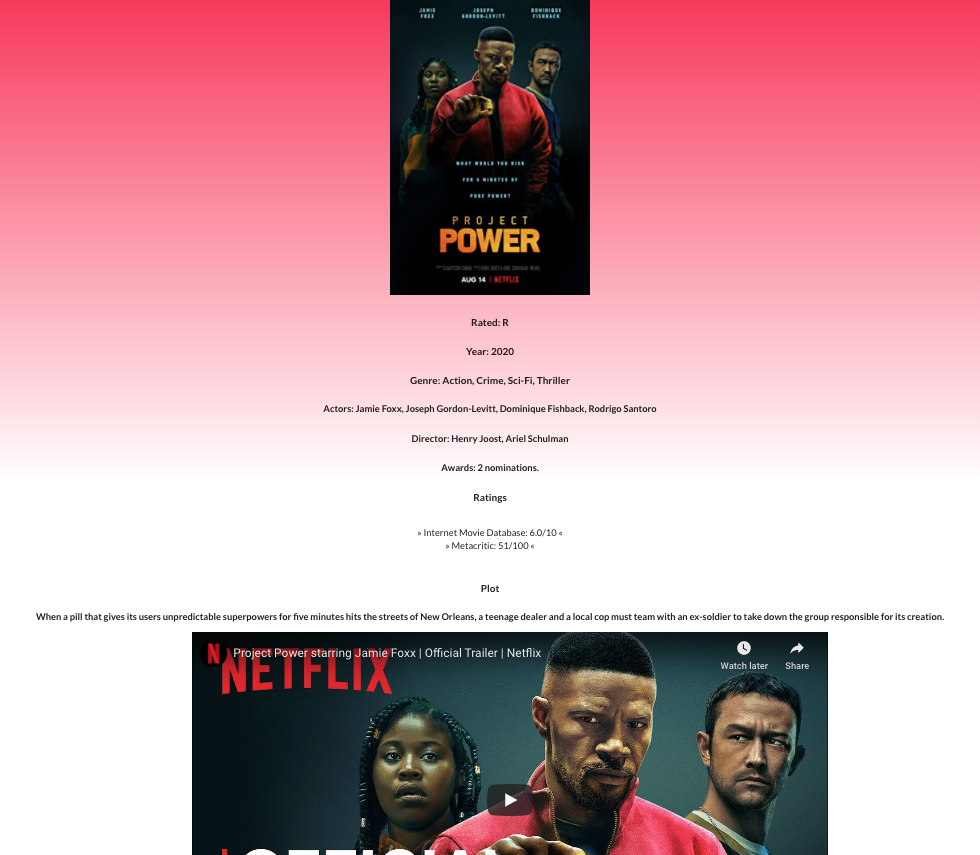 JAMIE FOXX JOSEPH GORDON-LEVITT DOMINIQUE FISHBACK
WHAT WOULD YOU RISK
FOR 5 MINUTES OF
PURE POWER?
PROJECT
POWER
AUG 14 | NETFLIX
Rated: R
Year: 2020
Genre: Action, Crime, Sci-Fi, Thriller
Actors: Jamie Foxx, Joseph Gordon-Levitt, Dominique Fishback, Rodrigo Santoro
Director: Henry Joost, Ariel Schulman
Awards: 2 nominations.
Ratings
» Internet Movie Database: 6.0/10 «
» Metacritic: 51/100 «
Plot
When a pill that gives its users unpredictable superpowers for five minutes hits the streets of New Orleans, a teenage dealer and a local cop must team with an ex-soldier to take down the group responsible for its creation.
N Project Power starring Jamie Foxx | Official Trailer | Netflix
NETFLIX
Watch later Share